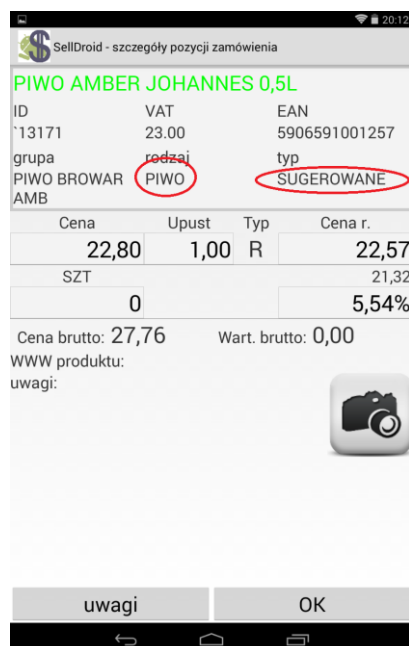 20:12
SellDroid - szczegóły pozycji zamówienia
PIWO AMBER JOHANNES 0,5L
ID VAT EAN
`13171 23.00 5906591001257
grupa rodzaj typ
PIWO BROWAR AMB PIWO SUGEROWANE
Cena Upust Typ Cena r.
22,80 1,00 R 22,57
SZT 21,32
0 5,54%
Cena brutto: 27,76 Wart. brutto: 0,00
WWW produktu:
uwagi:
uwagi OK